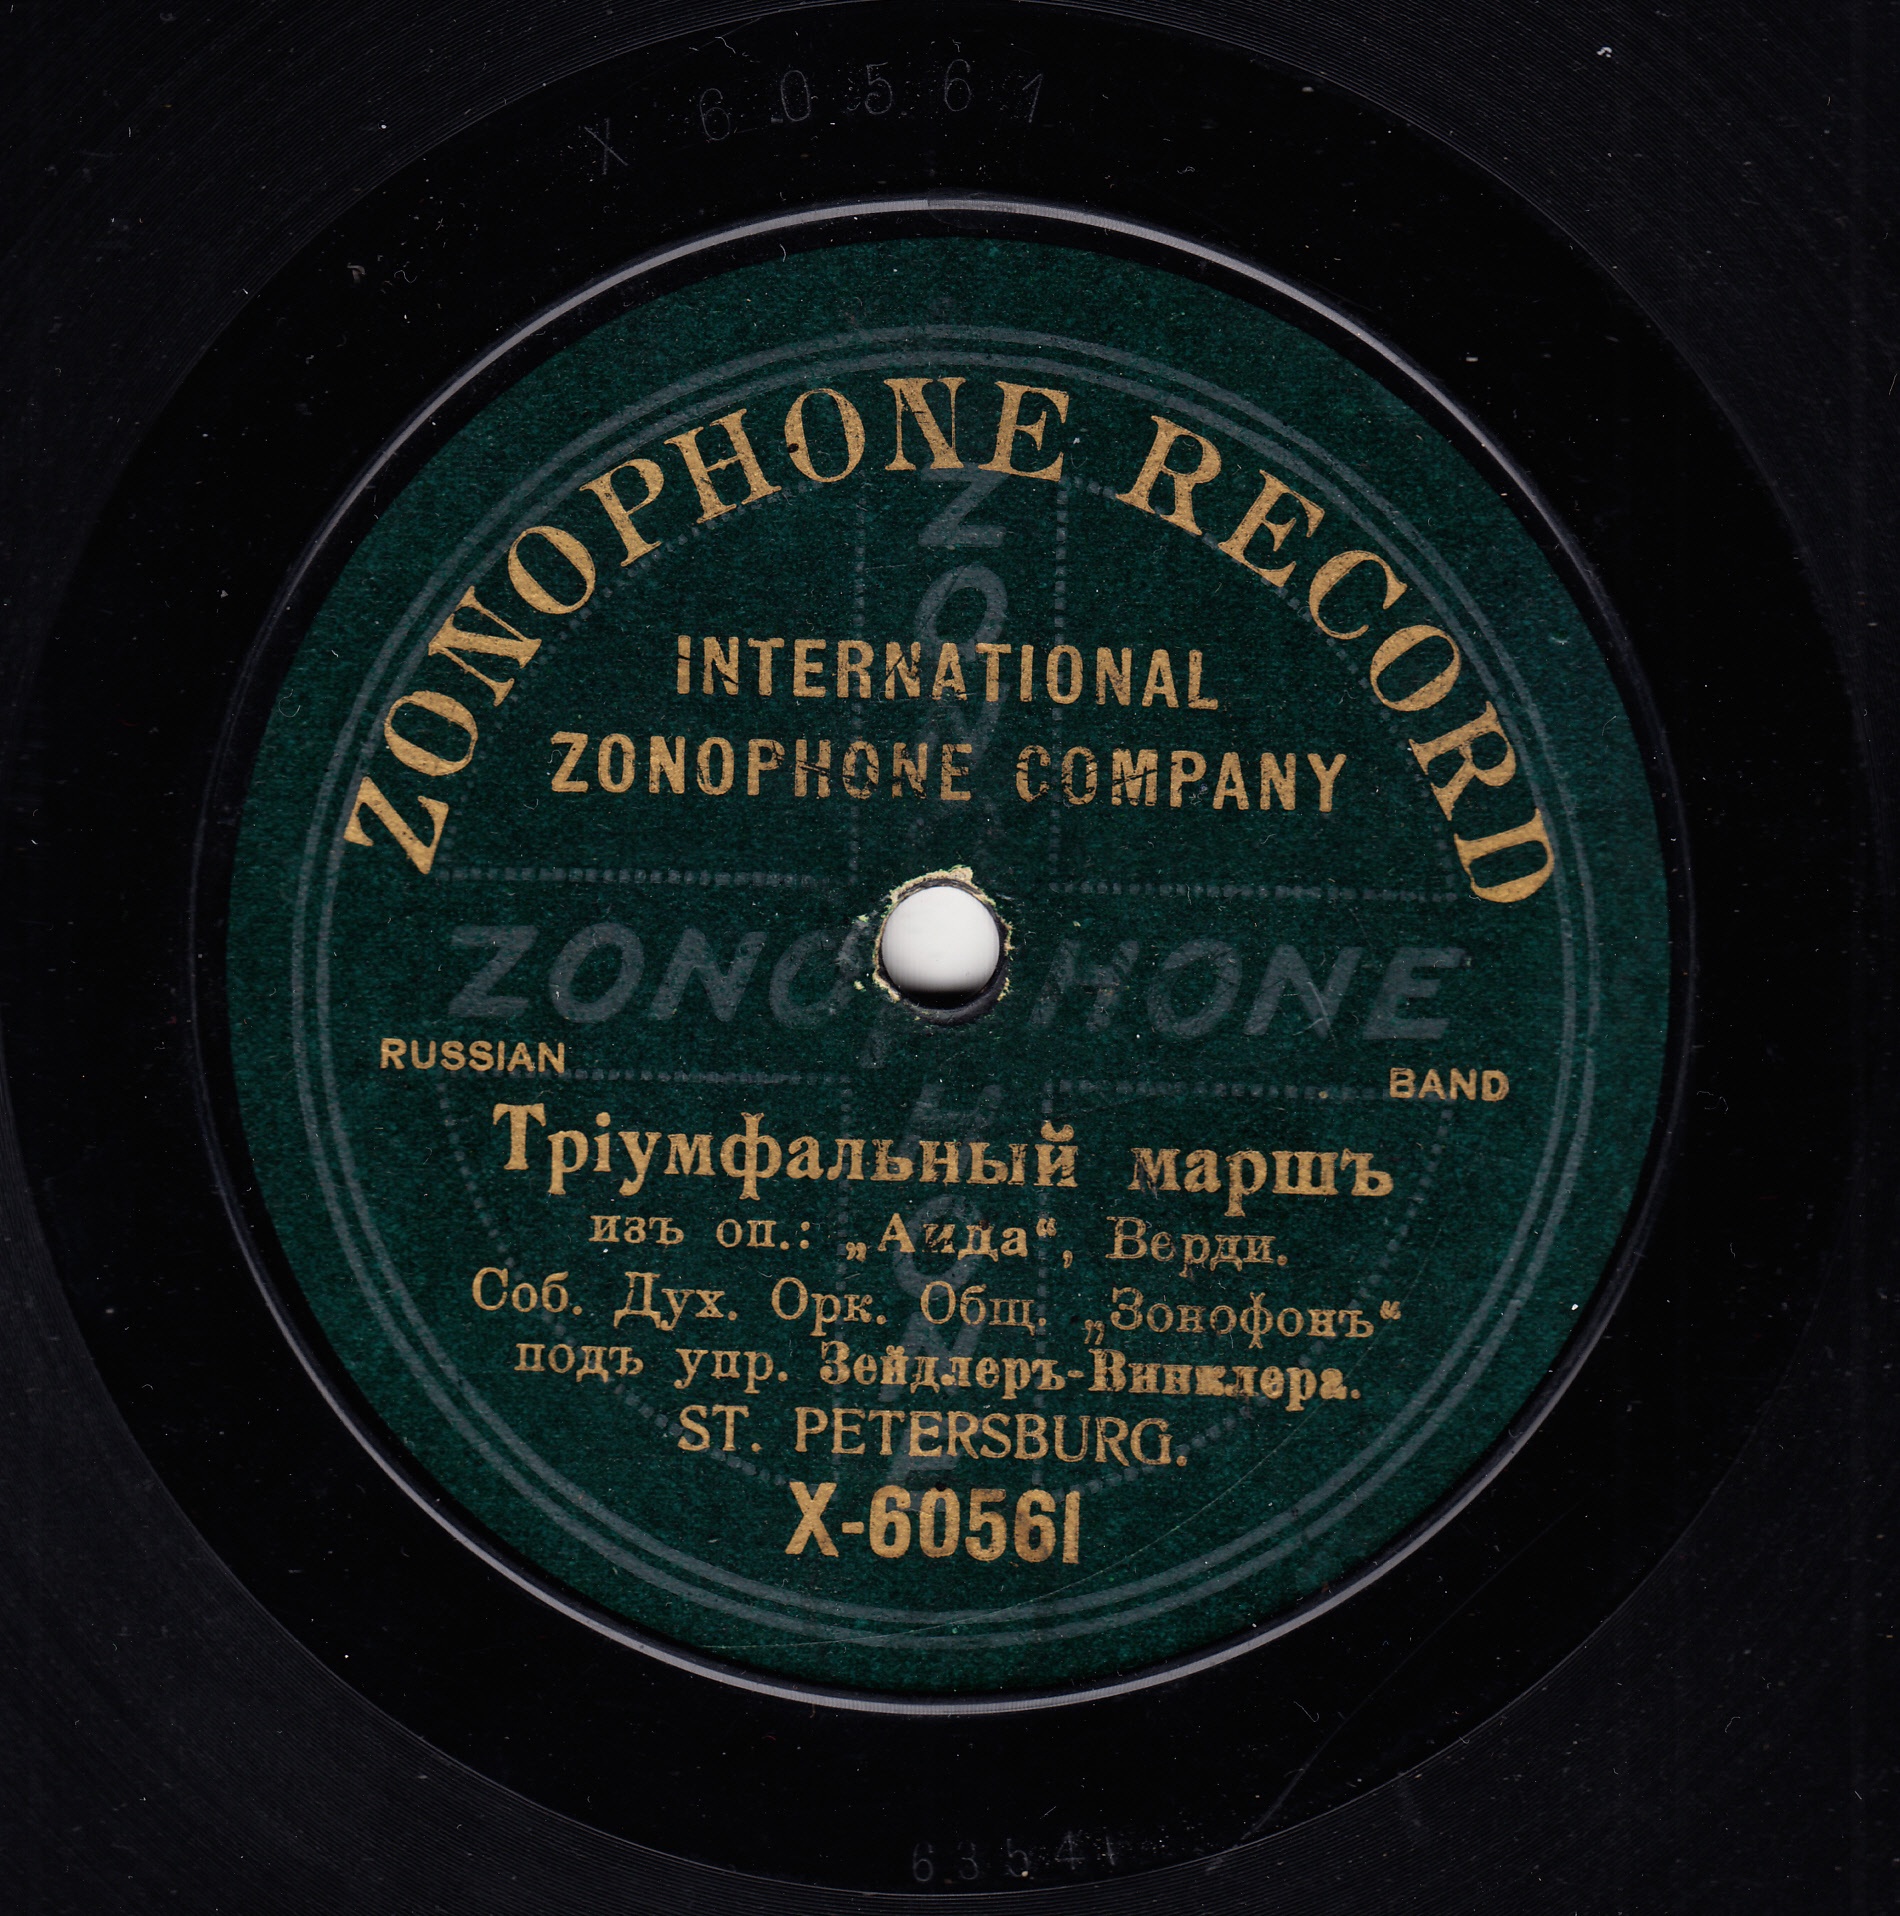 X 60561
ZONOPHONE RECORD
INTERNATIONAL
ZONOPHONE COMPANY
ZONOPHONE
RUSSIAN BAND
Тріумфальный маршъ
изъ оп.: „Аида“, Верди.
Соб. Дух. Орк. Общ. „Зонофонъ“
подъ упр. Зейдлеръ-Винклера.
ST. PETERSBURG.
X-60561